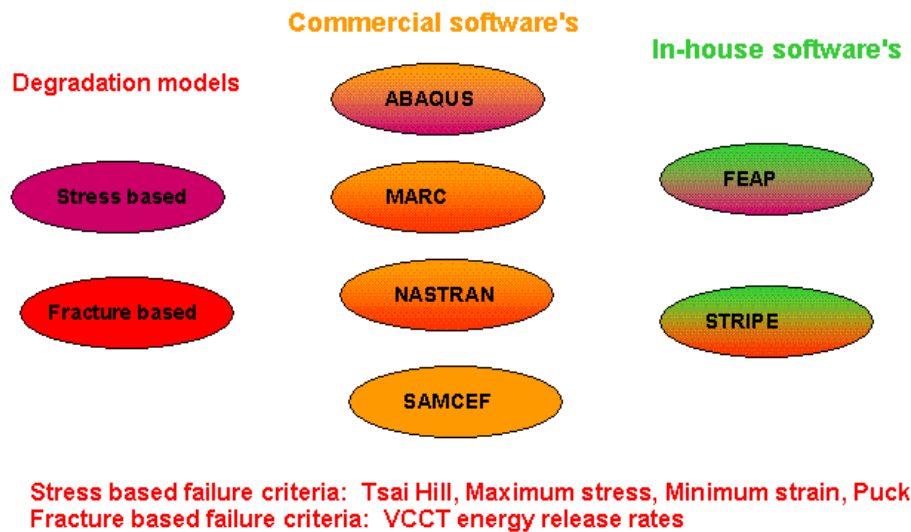 Commercial software's
In-house software's
Degradation models
ABAQUS
Stress based
MARC
FEAP
Fracture based
NASTRAN
STRIPE
SAMCEF
Stress based failure criteria: Tsai Hill, Maximum stress, Minimum strain, Puck
Fracture based failure criteria: VCCT energy release rates